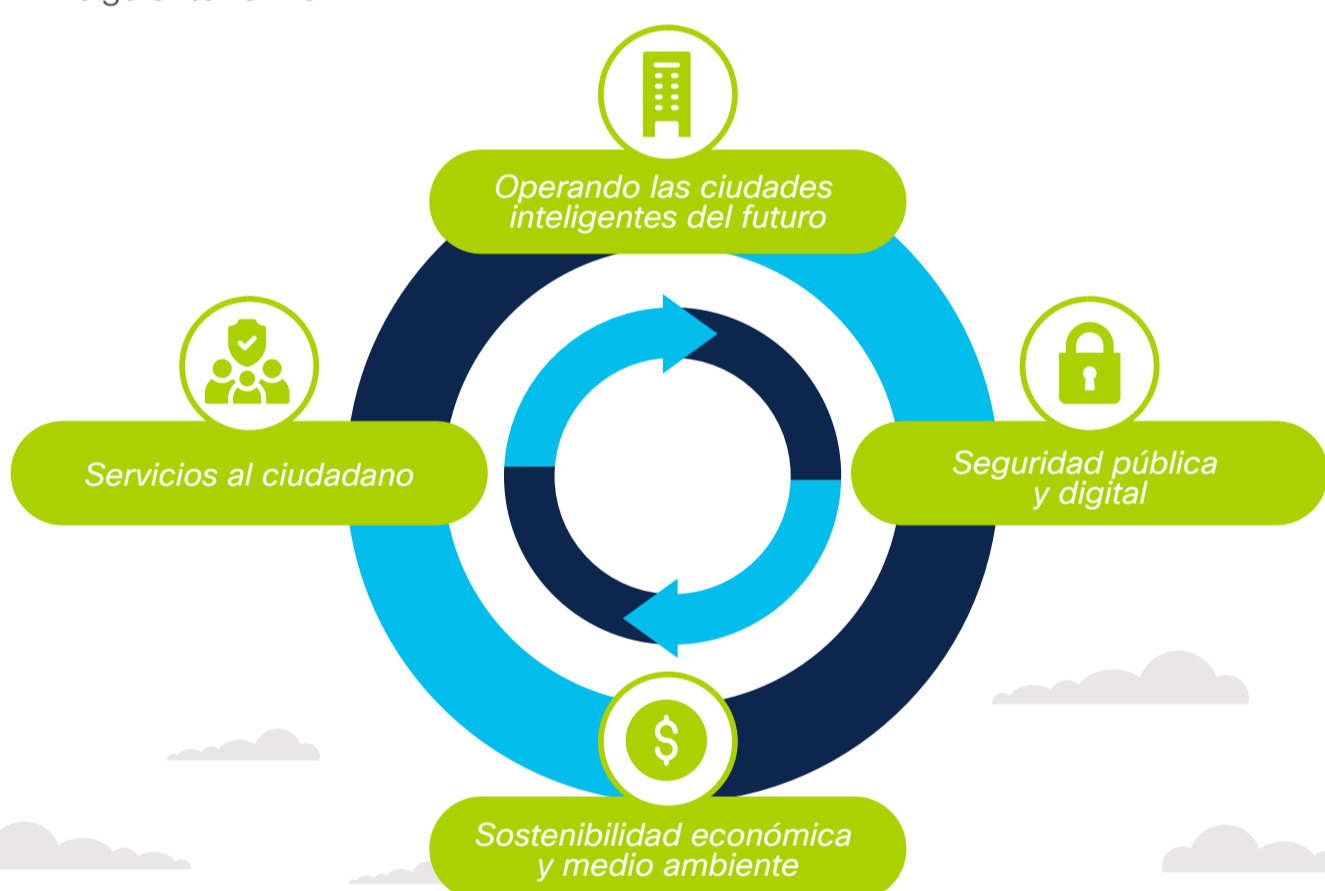 Operando las ciudades
inteligentes del futuro
Servicios al ciudadano
Seguridad pública
y digital
$
Sostenibilidad económica
y medio ambiente